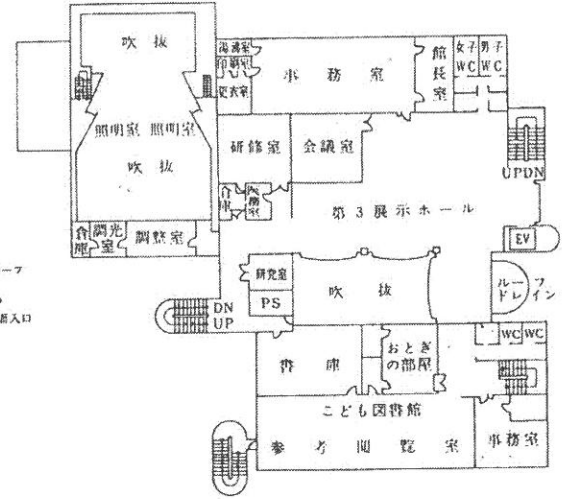 吹抜
湯沸室
印刷室
更衣室
事務室
館長室
女子WC
男子WC
照明室 照明室
吹抜
研修室
会議室
UPDN
倉庫
第3展示ホール
EV
倉庫
調光室
調整室
研究室
PS
吹抜
ルーフドレイン
DN
UP
WC WC
書庫
おとぎの部屋
こども図書館
参考閲覧室
事務室